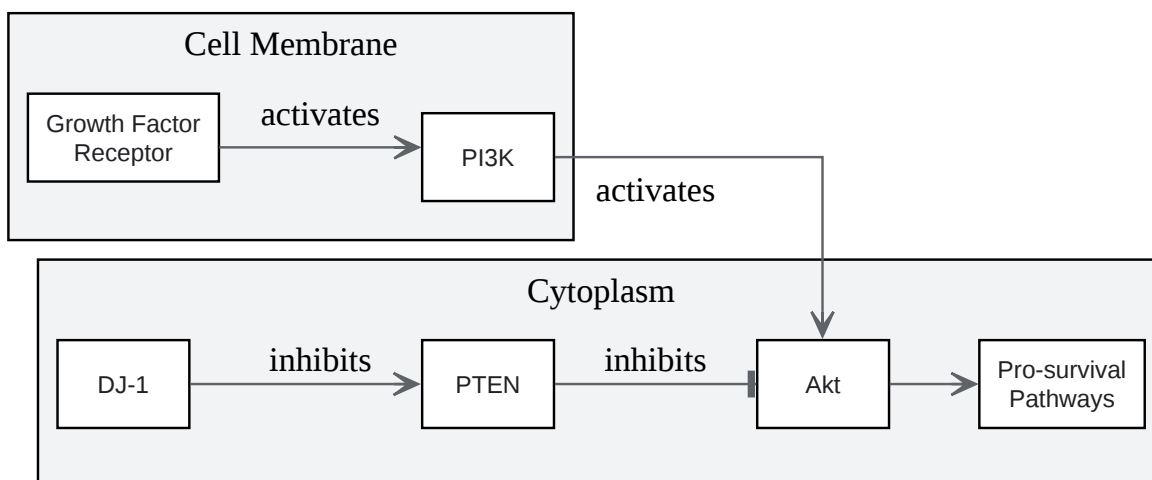 Cell Membrane
Growth Factor
Receptor
activates
PI3K
activates
Cytoplasm
DJ-1
inhibits
PTEN
inhibits
Akt
Pro-survival
Pathways